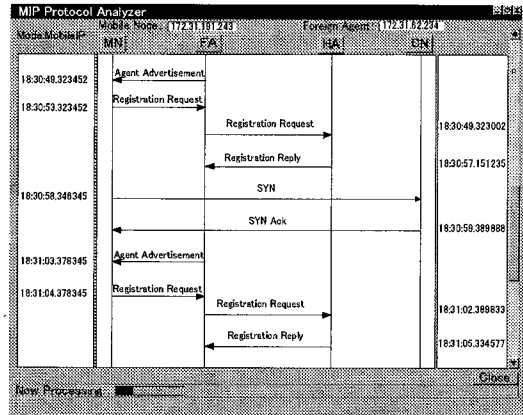 MIP Protocol Analyzer
Mobile Node : 172.31.191.243 Foreign Agent : 172.31.62.234
Mode:MobileIP
MN FA HA CN
18:30:48.323452 Agent Advertisement
18:30:53.323452 Registration Request
Registration Request 18:30:49.323002
Registration Reply 18:30:57.151235
18:30:58.346345 SYN
SYN Ack 18:30:59.389888
18:31:03.378345 Agent Advertisement
18:31:04.378345 Registration Request
Registration Request 18:31:02.389833
Registration Reply 18:31:05.334577
Close
Now Processing